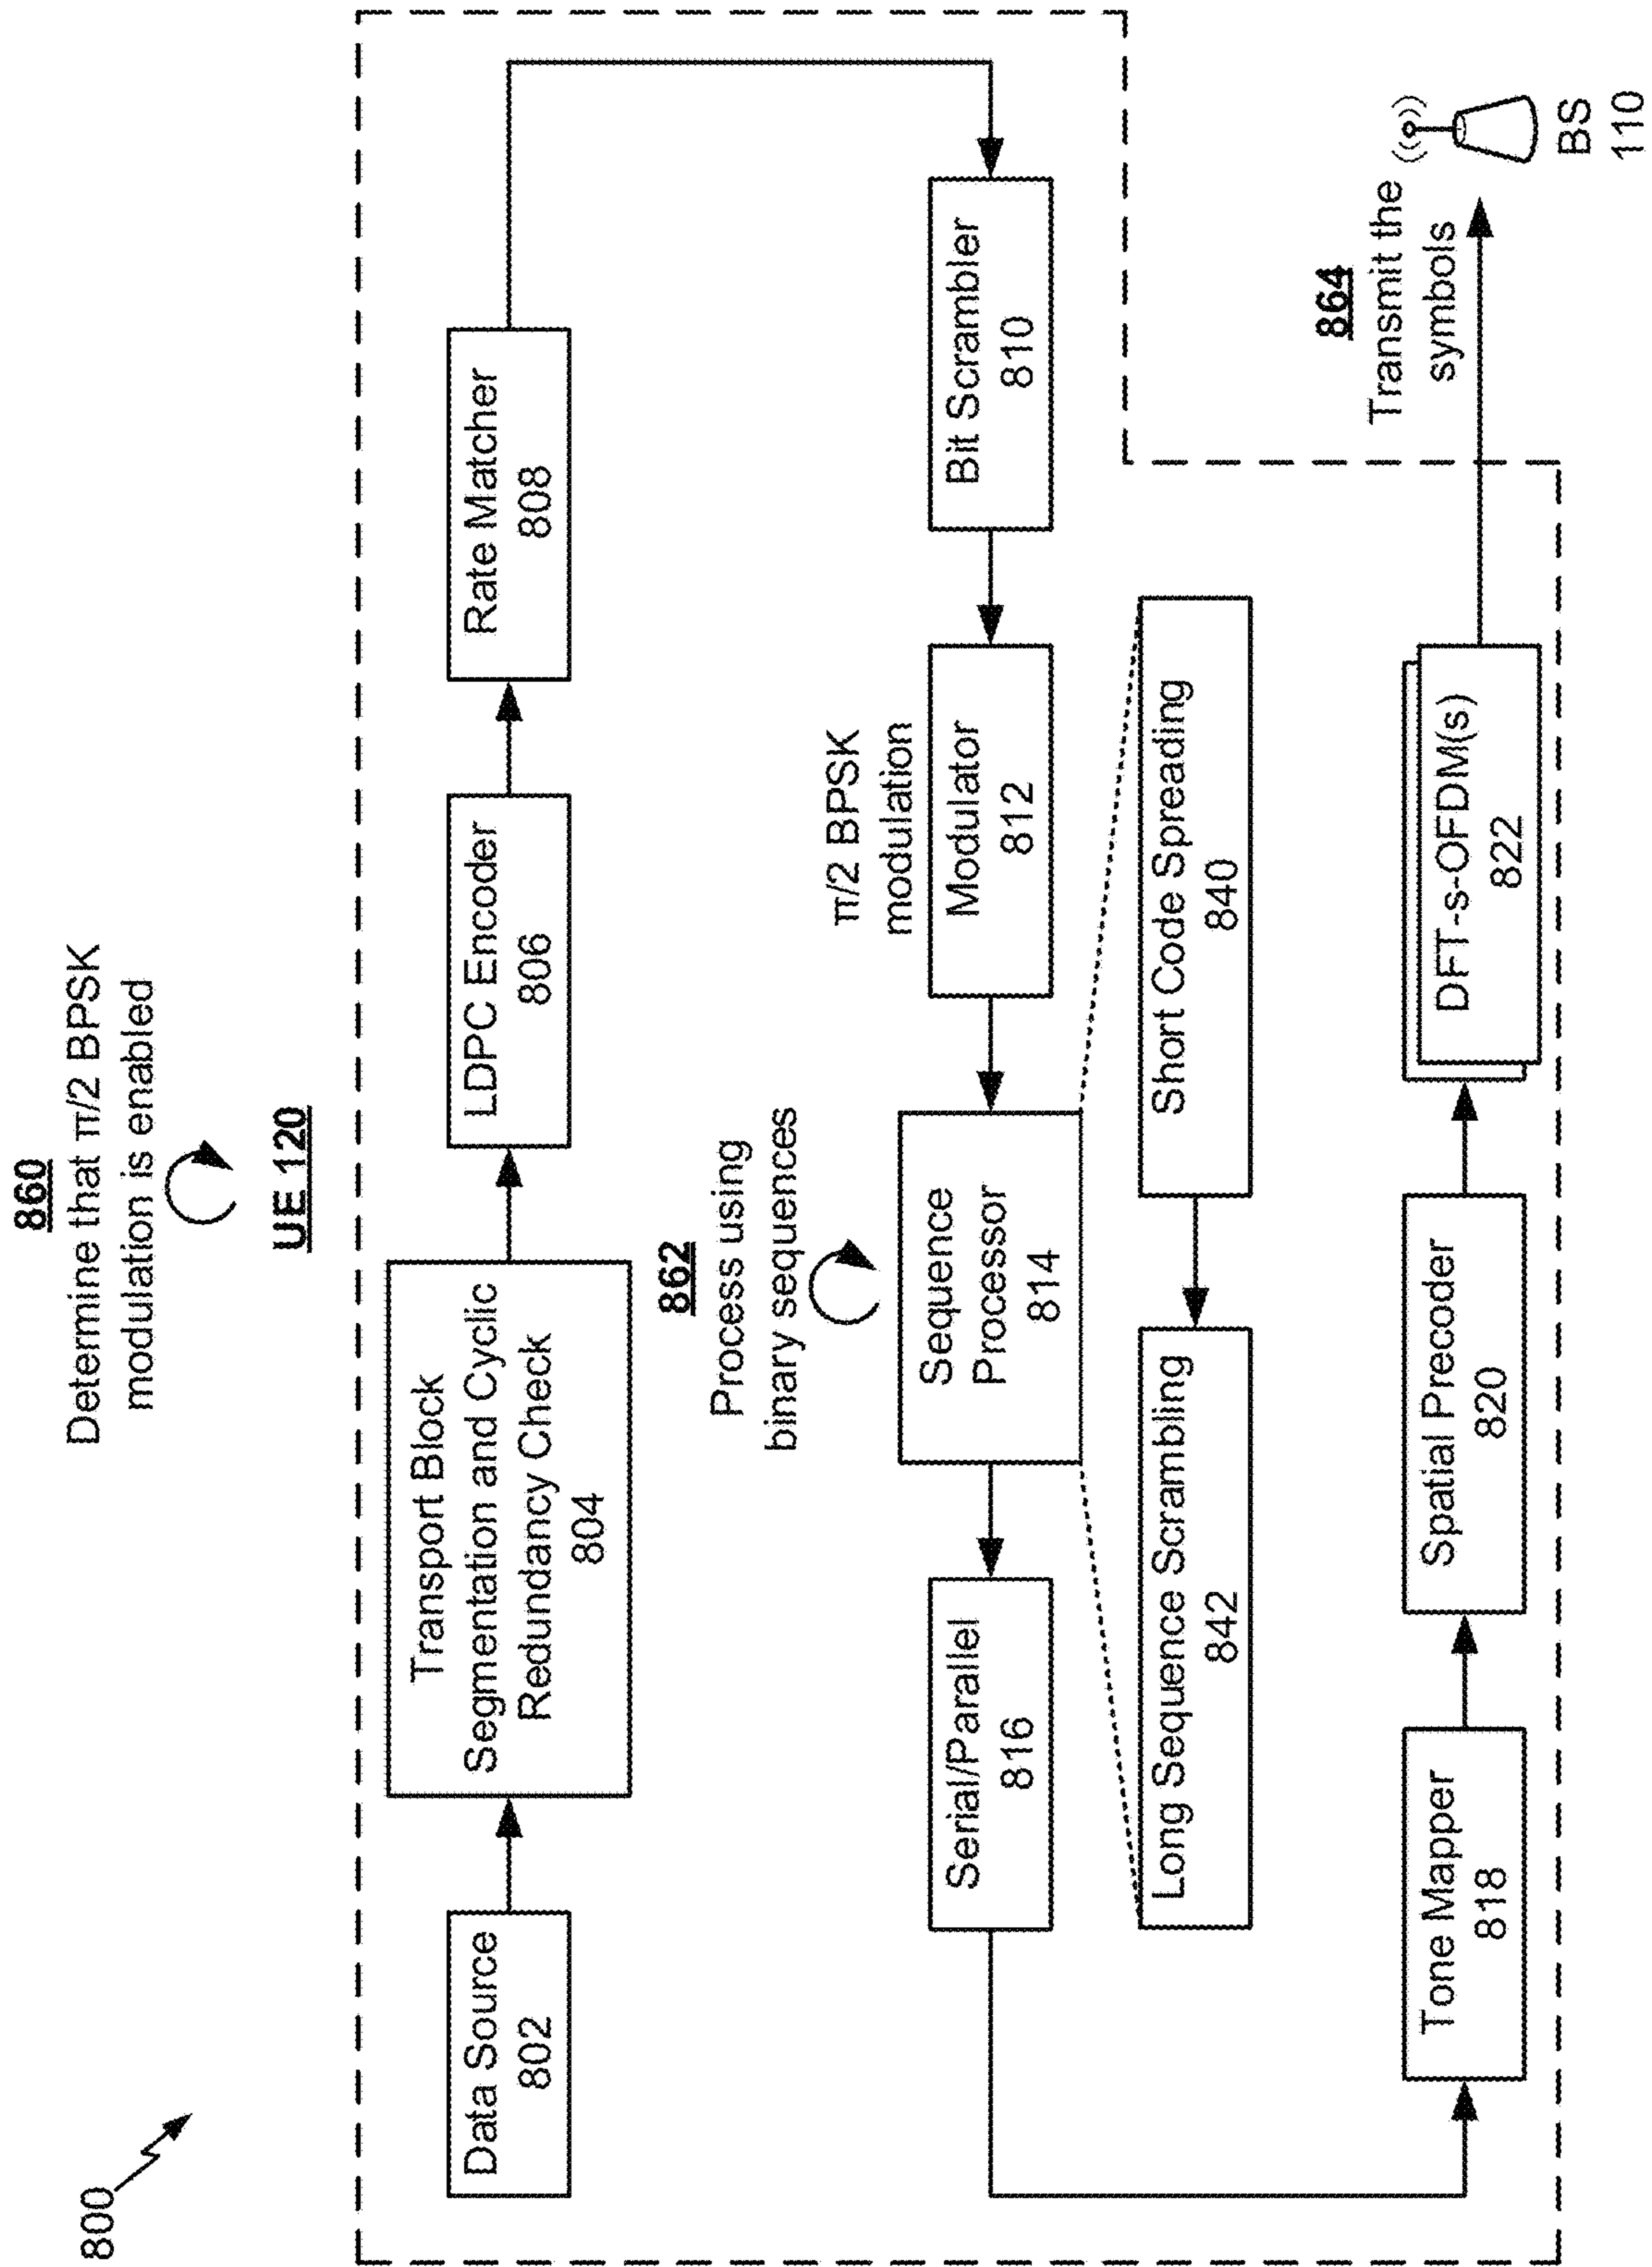 800
860
Determine that π/2 BPSK
modulation is enabled
UE 120
Data Source
802
Transport Block
Segmentation and Cyclic
Redundancy Check
804
LDPC Encoder
806
Rate Matcher
808
862
Process using
binary sequences
π/2 BPSK
modulation
Serial/Parallel
816
Sequence
Processor
814
Modulator
812
Bit Scrambler
810
Long Sequence Scrambling
842
Short Code Spreading
840
864
Transmit the
symbols
Tone Mapper
818
Spatial Precoder
820
DFT-s-OFDM(s)
822
BS
110